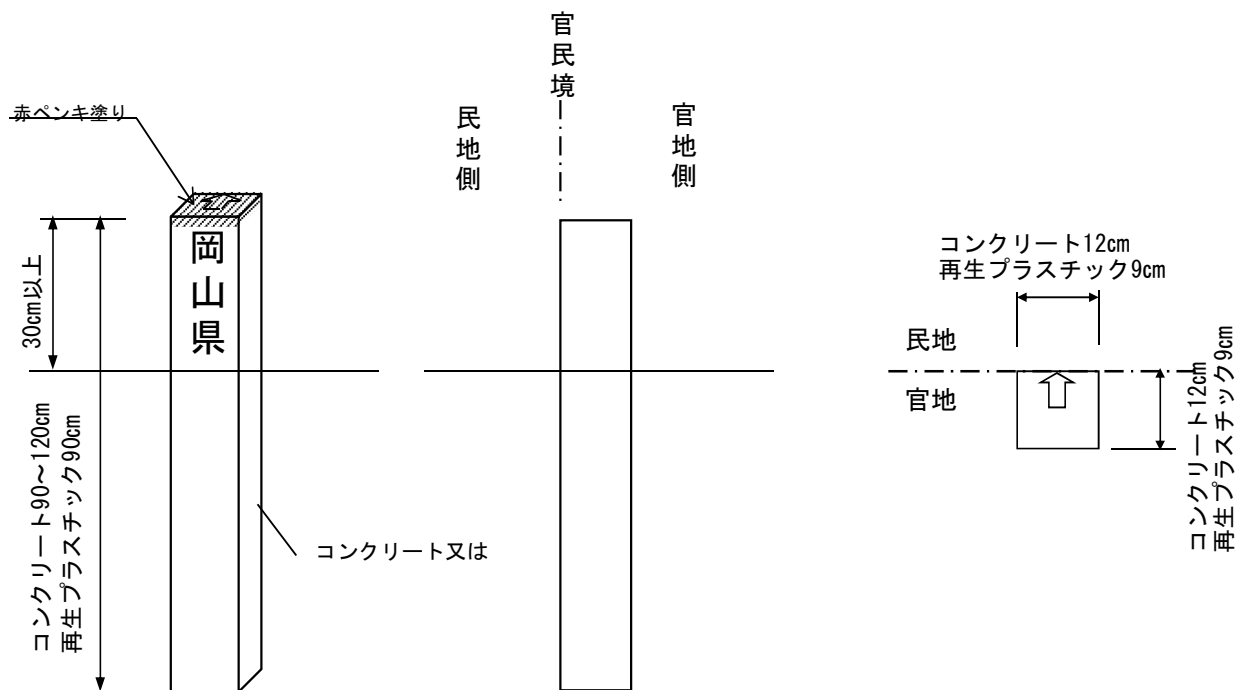 赤ペンキ塗り
岡山県
30cm以上
コンクリート90～120cm
再生プラスチック90cm
コンクリート又は
官民境
民地側
官地側
コンクリート12cm
再生プラスチック9cm
民地
官地
コンクリート12cm
再生プラスチック9cm